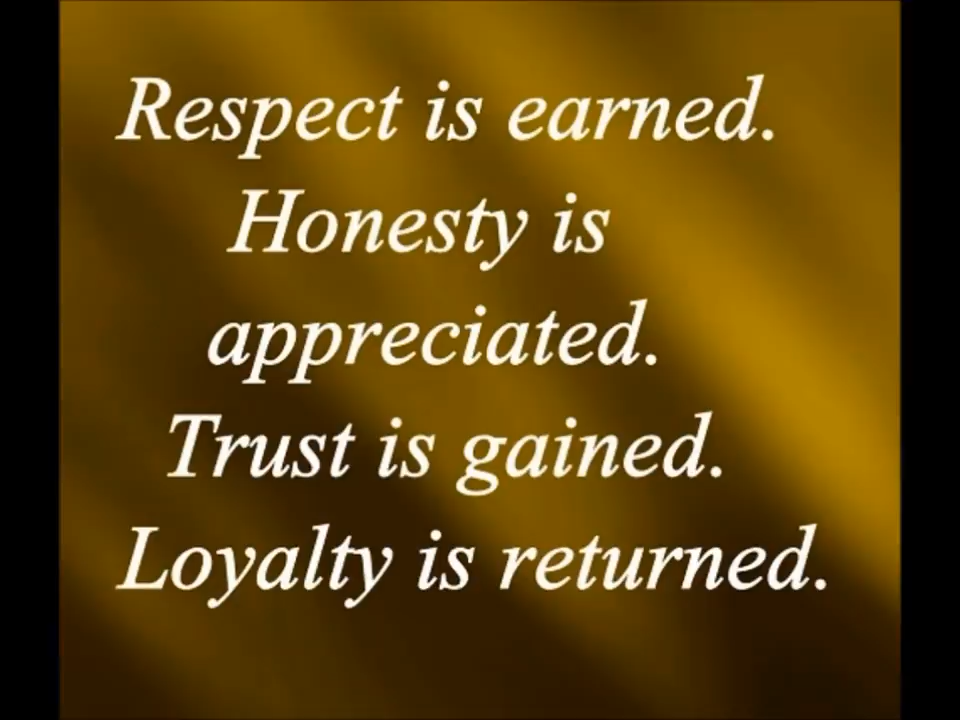 Respect is earned.
Honesty is
appreciated.
Trust is gained.
Loyalty is returned.